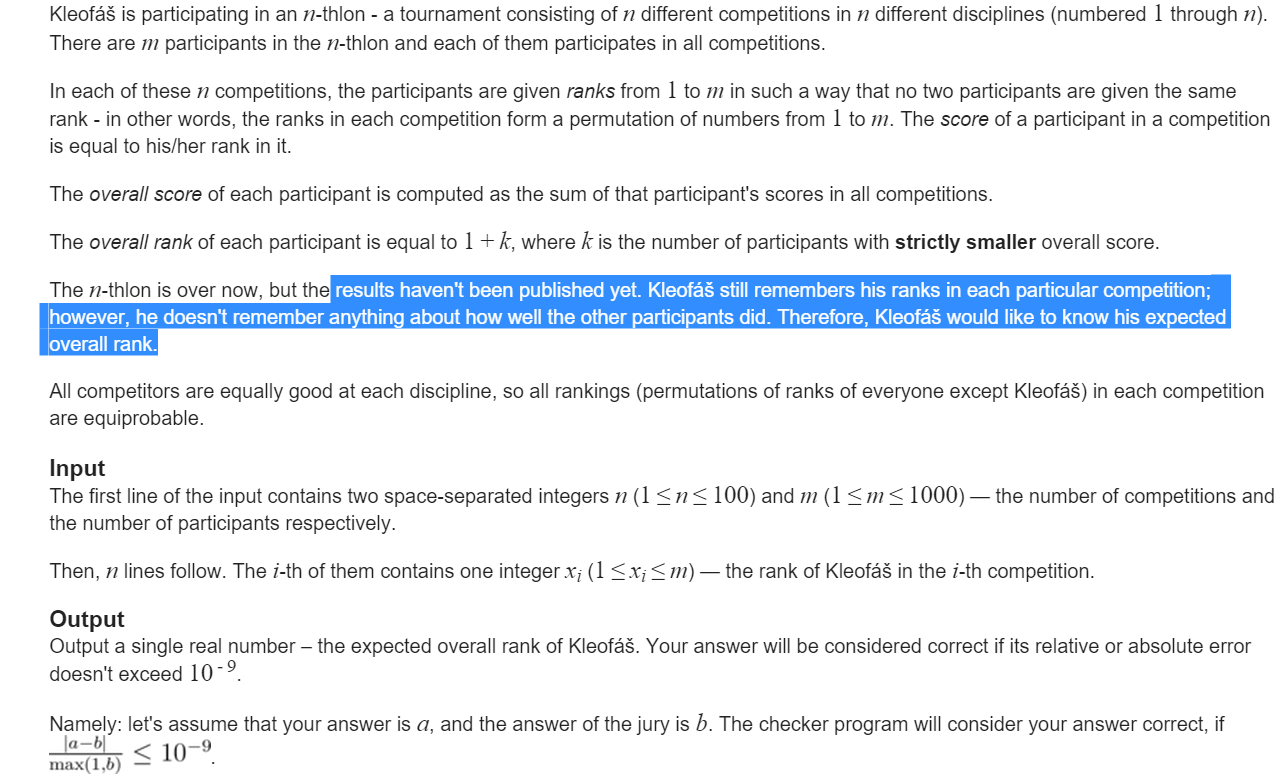 Kleofáš is participating in an n-thlon - a tournament consisting of n different competitions in n different disciplines (numbered 1 through n).
There are m participants in the n-thlon and each of them participates in all competitions.
In each of these n competitions, the participants are given ranks from 1 to m in such a way that no two participants are given the same
rank - in other words, the ranks in each competition form a permutation of numbers from 1 to m. The score of a participant in a competition
is equal to his/her rank in it.
The overall score of each participant is computed as the sum of that participant's scores in all competitions.
The overall rank of each participant is equal to 1 + k, where k is the number of participants with strictly smaller overall score.
The n-thlon is over now, but the results haven't been published yet. Kleofáš still remembers his ranks in each particular competition;
however, he doesn't remember anything about how well the other participants did. Therefore, Kleofáš would like to know his expected
overall rank.
All competitors are equally good at each discipline, so all rankings (permutations of ranks of everyone except Kleofáš) in each competition
are equiprobable.
Input
The first line of the input contains two space-separated integers n (1 ≤ n ≤ 100) and m (1 ≤ m ≤ 1000) — the number of competitions and
the number of participants respectively.
Then, n lines follow. The i-th of them contains one integer xᵢ (1 ≤ xᵢ ≤ m) — the rank of Kleofáš in the i-th competition.
Output
Output a single real number – the expected overall rank of Kleofáš. Your answer will be considered correct if its relative or absolute error
doesn't exceed 10⁻⁹.
Namely: let's assume that your answer is a, and the answer of the jury is b. The checker program will consider your answer correct, if
|a−b|/max(1,b) ≤ 10⁻⁹.